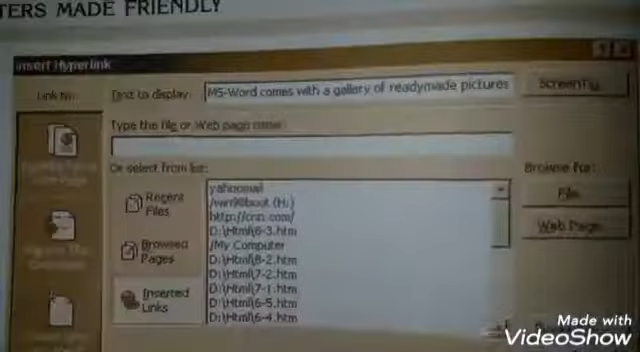 TERS MADE FRIENDLY
Insert Hyperlink
Link to:
Text to display:
MS-Word comes with a gallery of readymade pictures
ScreenTip...
Type the file or Web page name:
Or select from list:
Browse for:
Recent
Files
Browsed
Pages
Inserted
Links
yahoomail
/win98boot (H:)
http://cnn.com/
D:\Html\8-3.htm
/My Computer
D:\Html\8-2.htm
D:\Html\7-2.htm
D:\Html\7-1.htm
D:\Html\6-5.htm
D:\Html\6-4.htm
File...
Web Page...
Made with
VideoShow